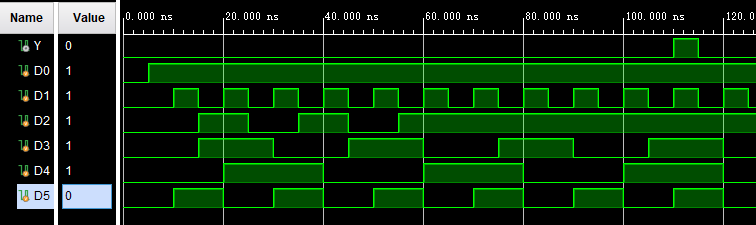 Name Value 0.000 ns 20.000 ns 40.000 ns 60.000 ns 80.000 ns 100.000 ns 120.0
Y 0
D0 1
D1 1
D2 1
D3 1
D4 1
D5 0